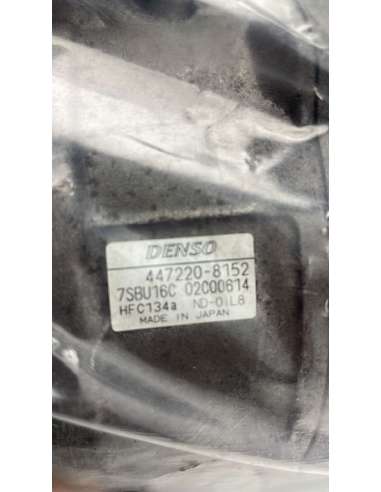 DENSO
447220-8152
7SBU16C 02C00614
HFC134a ND-OIL8
MADE IN JAPAN